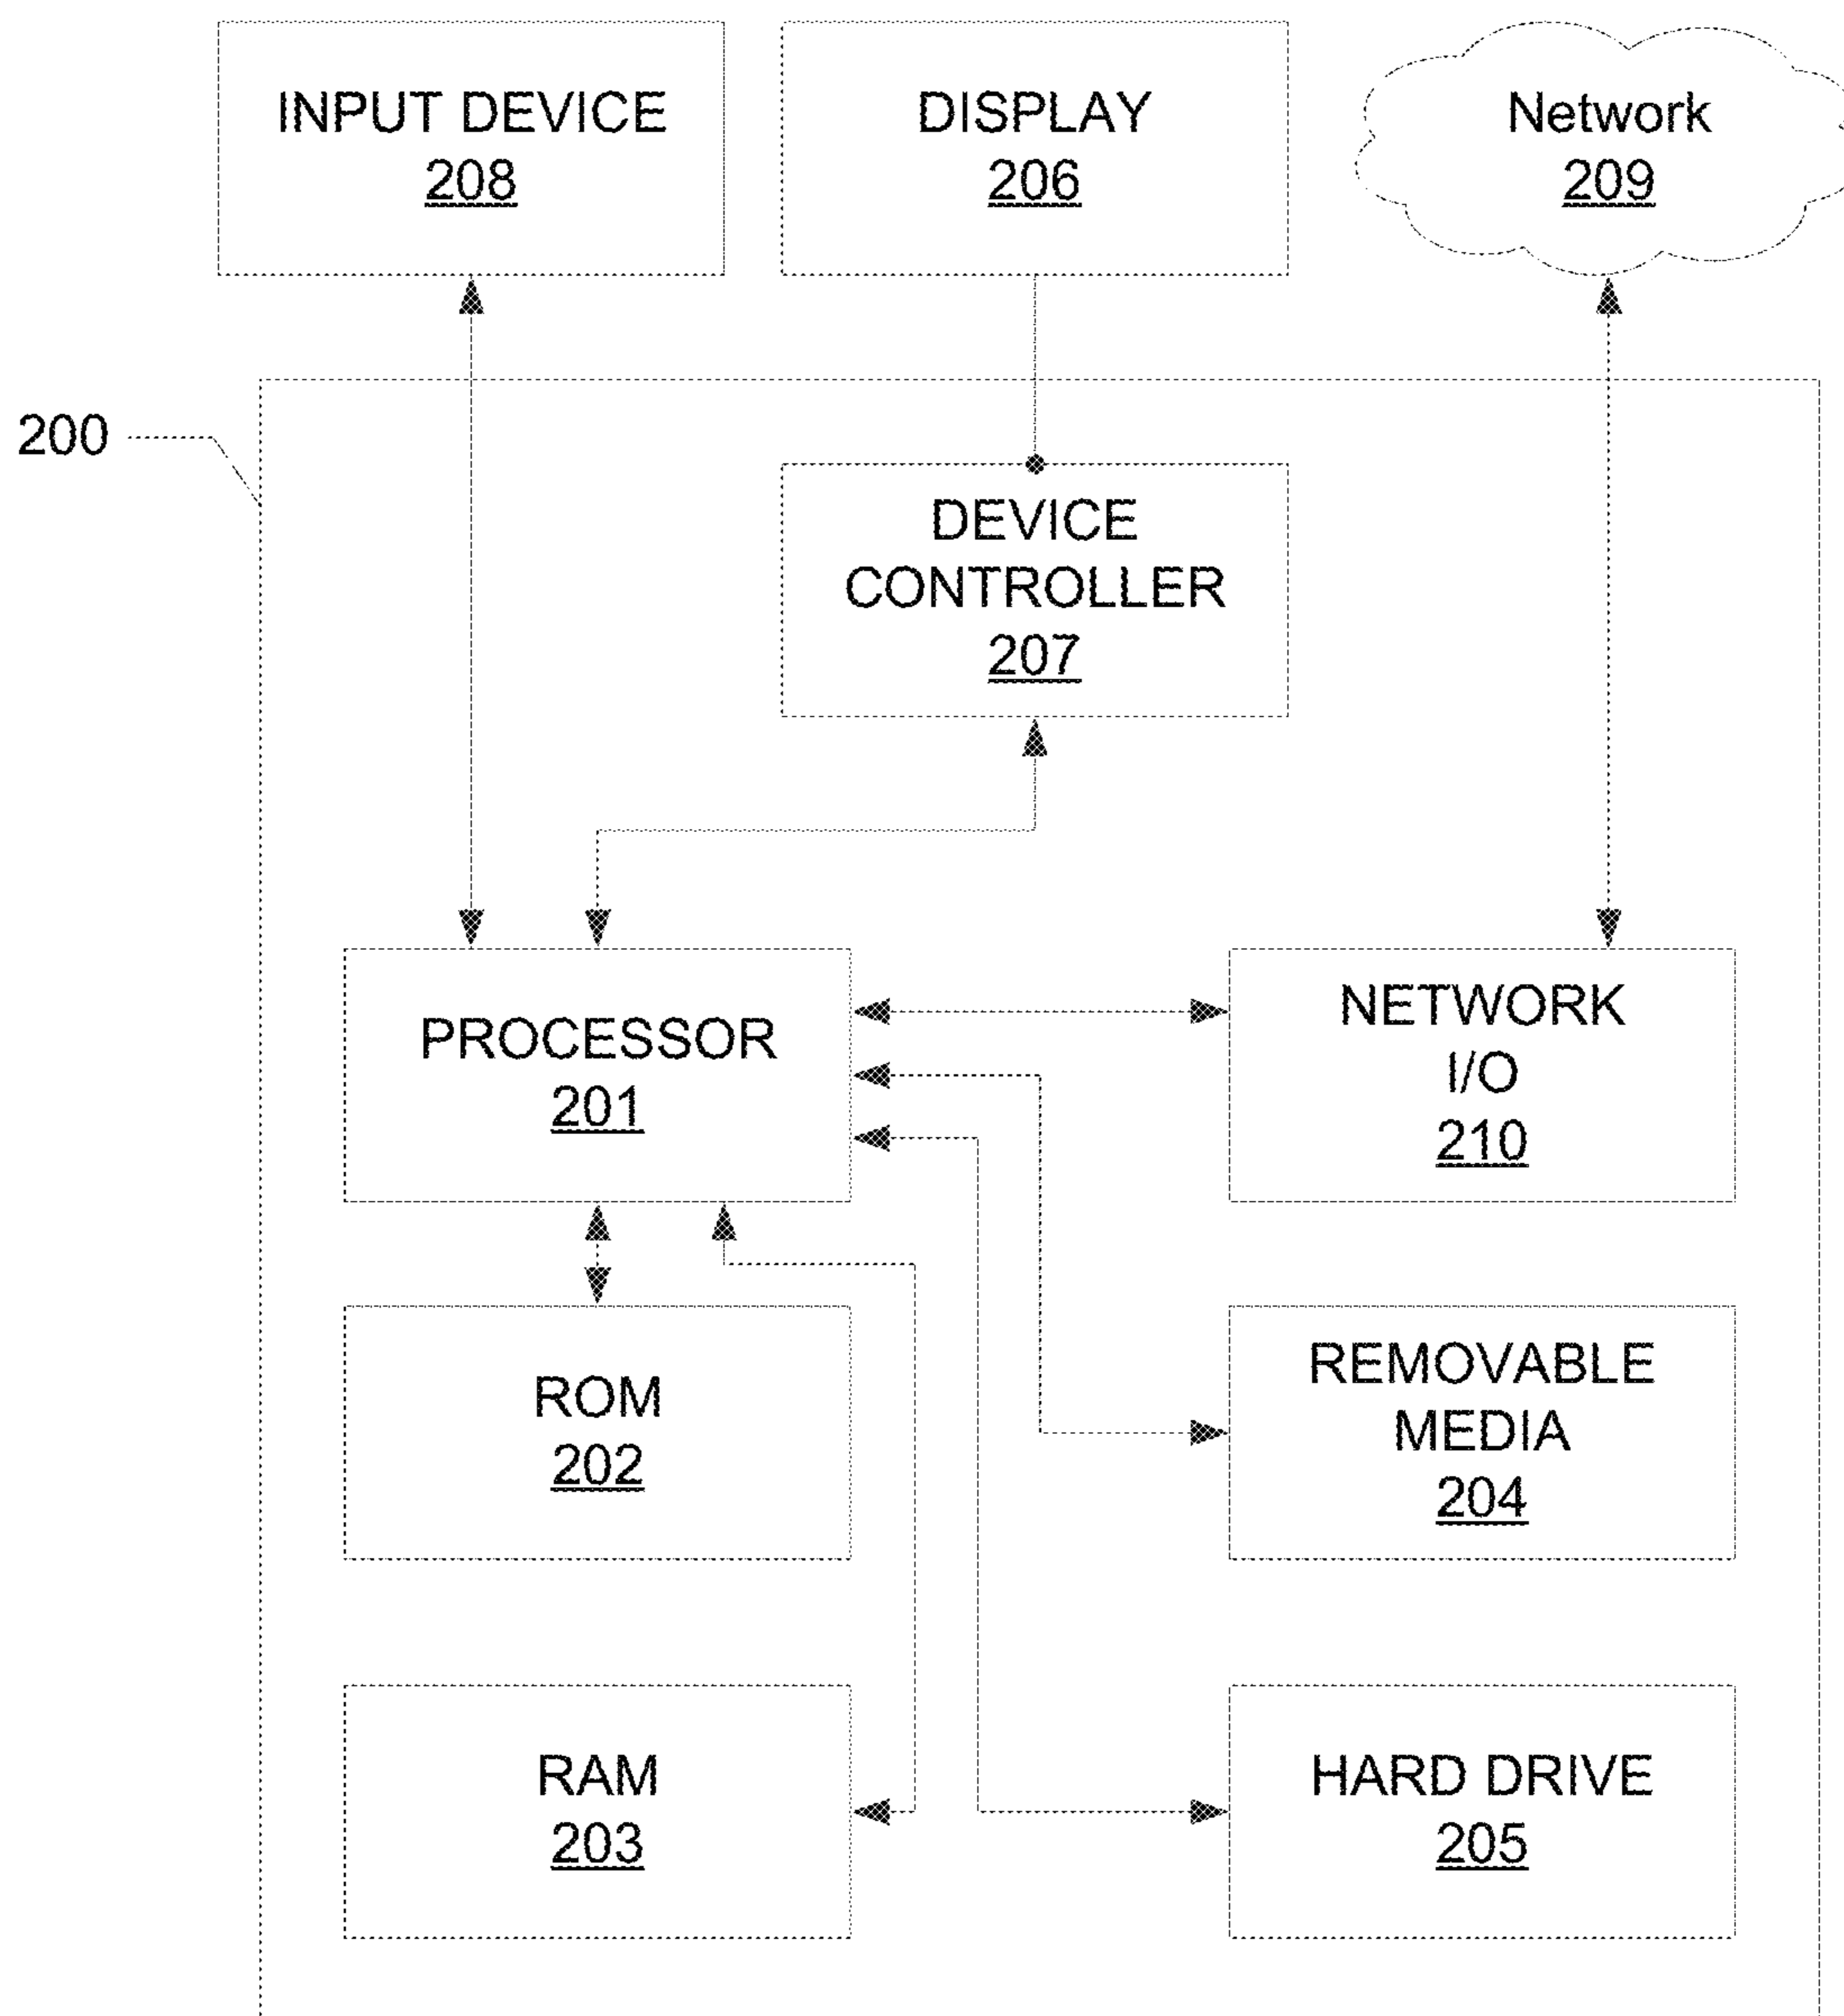 INPUT DEVICE
208
DISPLAY
206
Network
209
200
DEVICE
CONTROLLER
207
PROCESSOR
201
NETWORK
I/O
210
ROM
202
REMOVABLE
MEDIA
204
RAM
203
HARD DRIVE
205